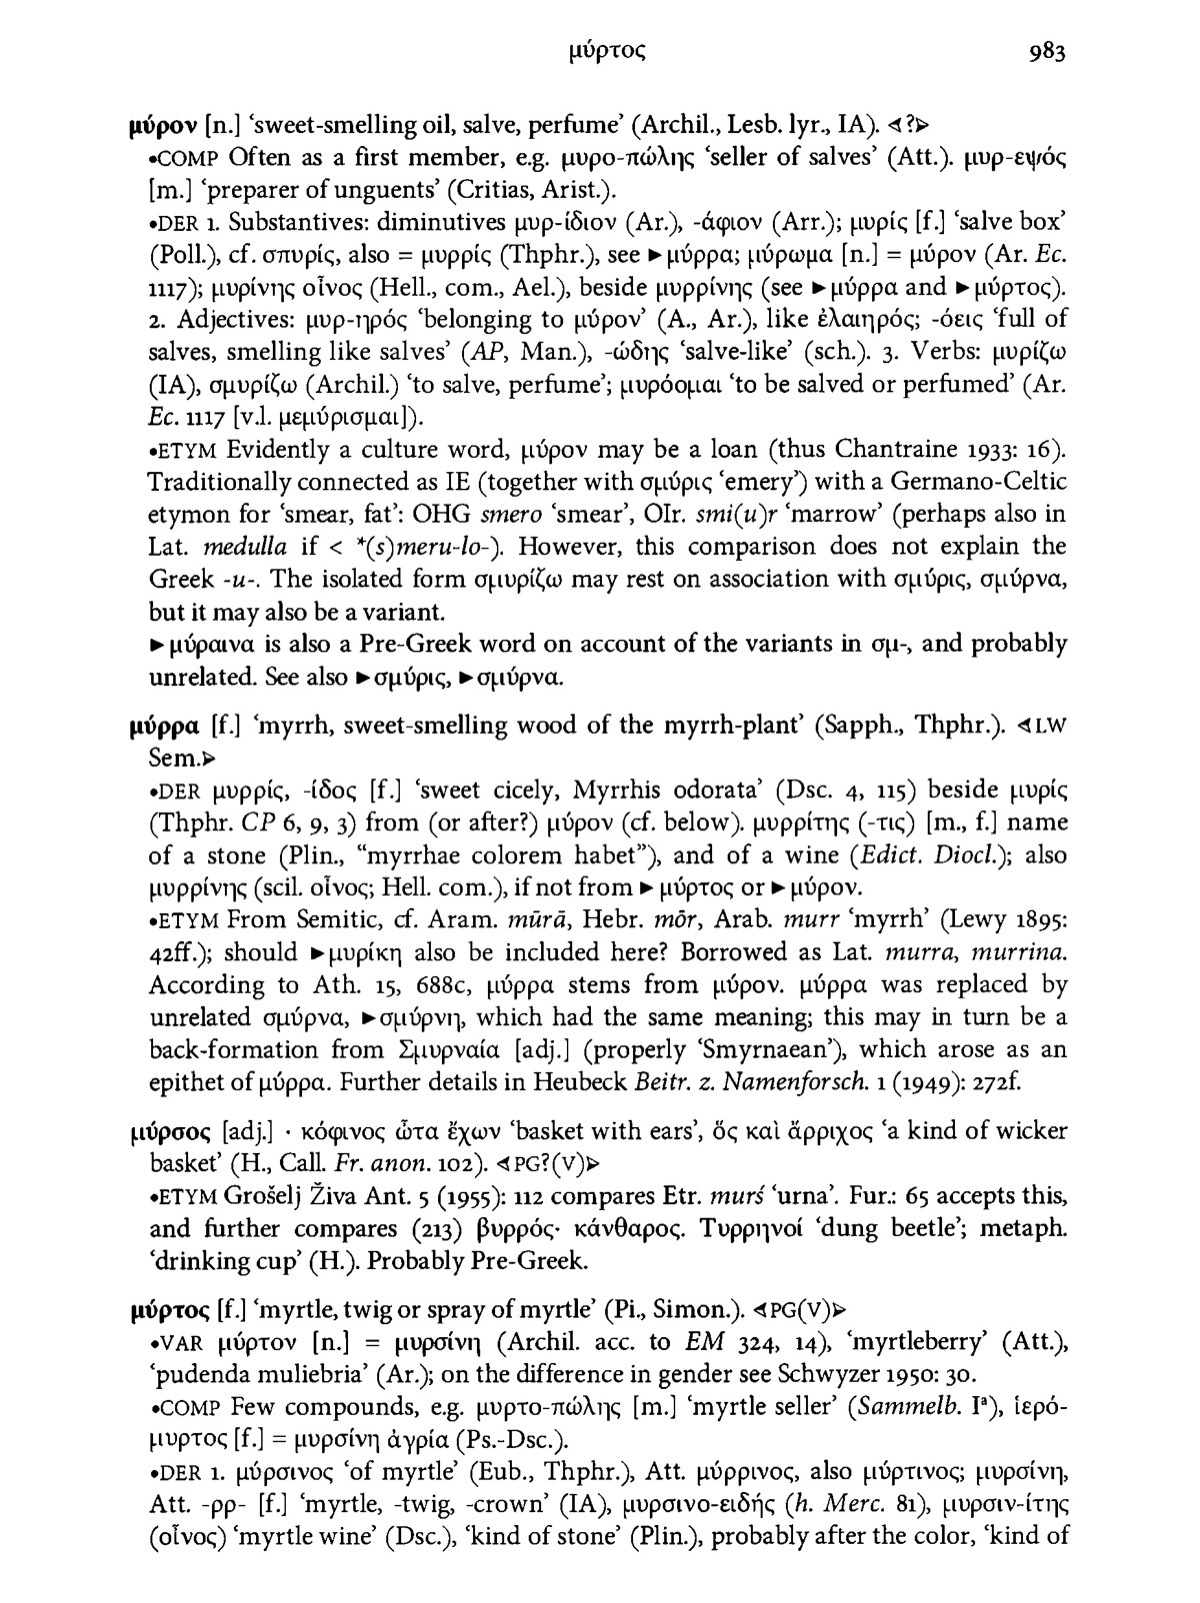 μύρτος 983
μύρον [n.] ‘sweet-smelling oil, salve, perfume’ (Archil., Lesb. lyr., IA). ⊲?⊳
•COMP Often as a first member, e.g. μυρο-πώλης ‘seller of salves’ (Att.). μυρ-εψός
[m.] ‘preparer of unguents’ (Critias, Arist.).
•DER 1. Substantives: diminutives μυρ-ίδιον (Ar.), -άφιον (Arr.); μυρίς [f.] ‘salve box’
(Poll.), cf. σπυρίς, also = μυρρίς (Thphr.), see ►μύρρα; μύρωμα [n.] = μύρον (Ar. Ec.
1117); μυρίνης οἶνος (Hell., com., Ael.), beside μυρρίνης (see ►μύρρα and ►μύρτος).
2. Adjectives: μυρ-ηρός ‘belonging to μύρον’ (A., Ar.), like ἐλαιηρός; -όεις ‘full of
salves, smelling like salves’ (AP, Man.), -ώδης ‘salve-like’ (sch.). 3. Verbs: μυρίζω
(IA), σμυρίζω (Archil.) ‘to salve, perfume’; μυρόομαι ‘to be salved or perfumed’ (Ar.
Ec. 1117 [v.l. μεμύρισμαι]).
•ETYM Evidently a culture word, μύρον may be a loan (thus Chantraine 1933: 16).
Traditionally connected as IE (together with σμύρις ‘emery’) with a Germano-Celtic
etymon for ‘smear, fat’: OHG smero ‘smear’, OIr. smi(u)r ‘marrow’ (perhaps also in
Lat. medulla if < *(s)meru-lo-). However, this comparison does not explain the
Greek -u-. The isolated form σμυρίζω may rest on association with σμύρις, σμύρνα,
but it may also be a variant.
►μύραινα is also a Pre-Greek word on account of the variants in σμ-, and probably
unrelated. See also ►σμύρις, ►σμύρνα.
μύρρα [f.] ‘myrrh, sweet-smelling wood of the myrrh-plant’ (Sapph., Thphr.). ⊲LW
Sem.⊳
•DER μυρρίς, -ίδος [f.] ‘sweet cicely, Myrrhis odorata’ (Dsc. 4, 115) beside μυρίς
(Thphr. CP 6, 9, 3) from (or after?) μύρον (cf. below). μυρρίτης (-τις) [m., f.] name
of a stone (Plin., “myrrhae colorem habet”), and of a wine (Edict. Diocl.); also
μυρρίνης (scil. οἶνος; Hell. com.), if not from ► μύρτος or ► μύρον.
•ETYM From Semitic, cf. Aram. mūrā, Hebr. mōr, Arab. murr ‘myrrh’ (Lewy 1895:
42ff.); should ►μυρίκη also be included here? Borrowed as Lat. murra, murrina.
According to Ath. 15, 688c, μύρρα stems from μύρον. μύρρα was replaced by
unrelated σμύρνα, ►σμύρνη, which had the same meaning; this may in turn be a
back-formation from Σμυρναία [adj.] (properly ‘Smyrnaean’), which arose as an
epithet of μύρρα. Further details in Heubeck Beitr. z. Namenforsch. 1 (1949): 272f.
μύρσος [adj.] · κόφινος ὦτα ἔχων ‘basket with ears’, ὅς καὶ ἄρριχος ‘a kind of wicker
basket’ (H., Call. Fr. anon. 102). ⊲PG?(V)⊳
•ETYM Grošelj Živa Ant. 5 (1955): 112 compares Etr. murś ‘urna’. Fur.: 65 accepts this,
and further compares (213) βυρρός· κάνθαρος. Τυρρηνοί ‘dung beetle’; metaph.
‘drinking cup’ (H.). Probably Pre-Greek.
μύρτος [f.] ‘myrtle, twig or spray of myrtle’ (Pi., Simon.). ⊲PG(V)⊳
•VAR μύρτον [n.] = μυρσίνη (Archil. acc. to EM 324, 14), ‘myrtleberry’ (Att.),
‘pudenda muliebria’ (Ar.); on the difference in gender see Schwyzer 1950: 30.
•COMP Few compounds, e.g. μυρτο-πώλης [m.] ‘myrtle seller’ (Sammelb. Iª), ἱερό-
μυρτος [f.] = μυρσίνη ἀγρία (Ps.-Dsc.).
•DER 1. μύρσινος ‘of myrtle’ (Eub., Thphr.), Att. μύρρινος, also μύρτινος; μυρσίνη,
Att. -ρρ- [f.] ‘myrtle, -twig, -crown’ (IA), μυρσινο-ειδής (h. Merc. 81), μυρσιν-ίτης
(οἶνος) ‘myrtle wine’ (Dsc.), ‘kind of stone’ (Plin.), probably after the color, ‘kind of